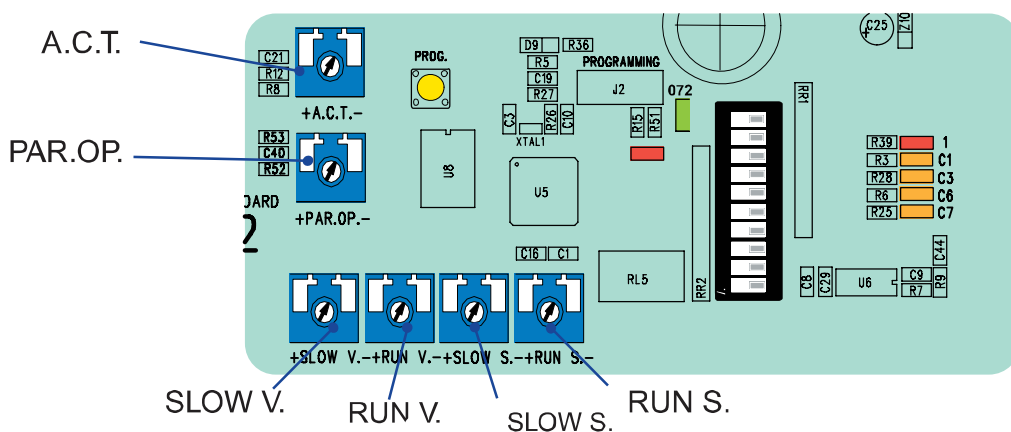 A.C.T.
C21
R12
R8
+A.C.T.-
PAR.OP.
R53
C40
R52
+PAR.OP.-
OARD
2
PROG.
U8
D9
R36
R5
C19
R27
PROGRAMMING
J2
C3
XTAL1
R26
C10
U5
R15
R51
072
C16
C1
RL5
RR2
RR1
C25
Z10
R39
1
R3
C1
R28
C3
R6
C6
R25
C7
C44
C8
C29
U6
C9
R7
R9
+SLOW V.-+RUN V.-+SLOW S.-+RUN S.-
SLOW V.
RUN V.
SLOW S.
RUN S.